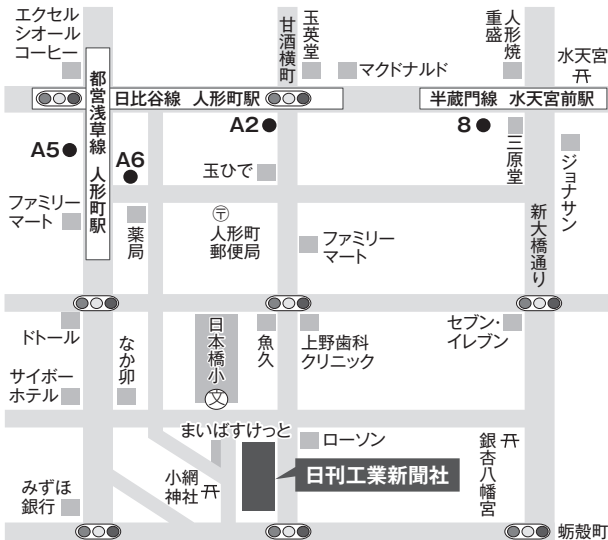 エクセル
シオール
コーヒー
甘酒横町
玉英堂
マクドナルド
人形焼
重盛
水天宮
都営浅草線 人形町駅
日比谷線 人形町駅
半蔵門線 水天宮前駅
A5
A6
A2
8
三原堂
ジョナサン
玉ひで
ファミリー
マート
薬局
〒
人形町
郵便局
ファミリー
マート
新大橋通り
ドトール
なか卯
日本橋小
文
魚久
上野歯科
クリニック
セブン・
イレブン
サイボー
ホテル
まいばすけっと
ローソン
銀杏八幡宮
小網
神社
日刊工業新聞社
みずほ
銀行
蛎殻町